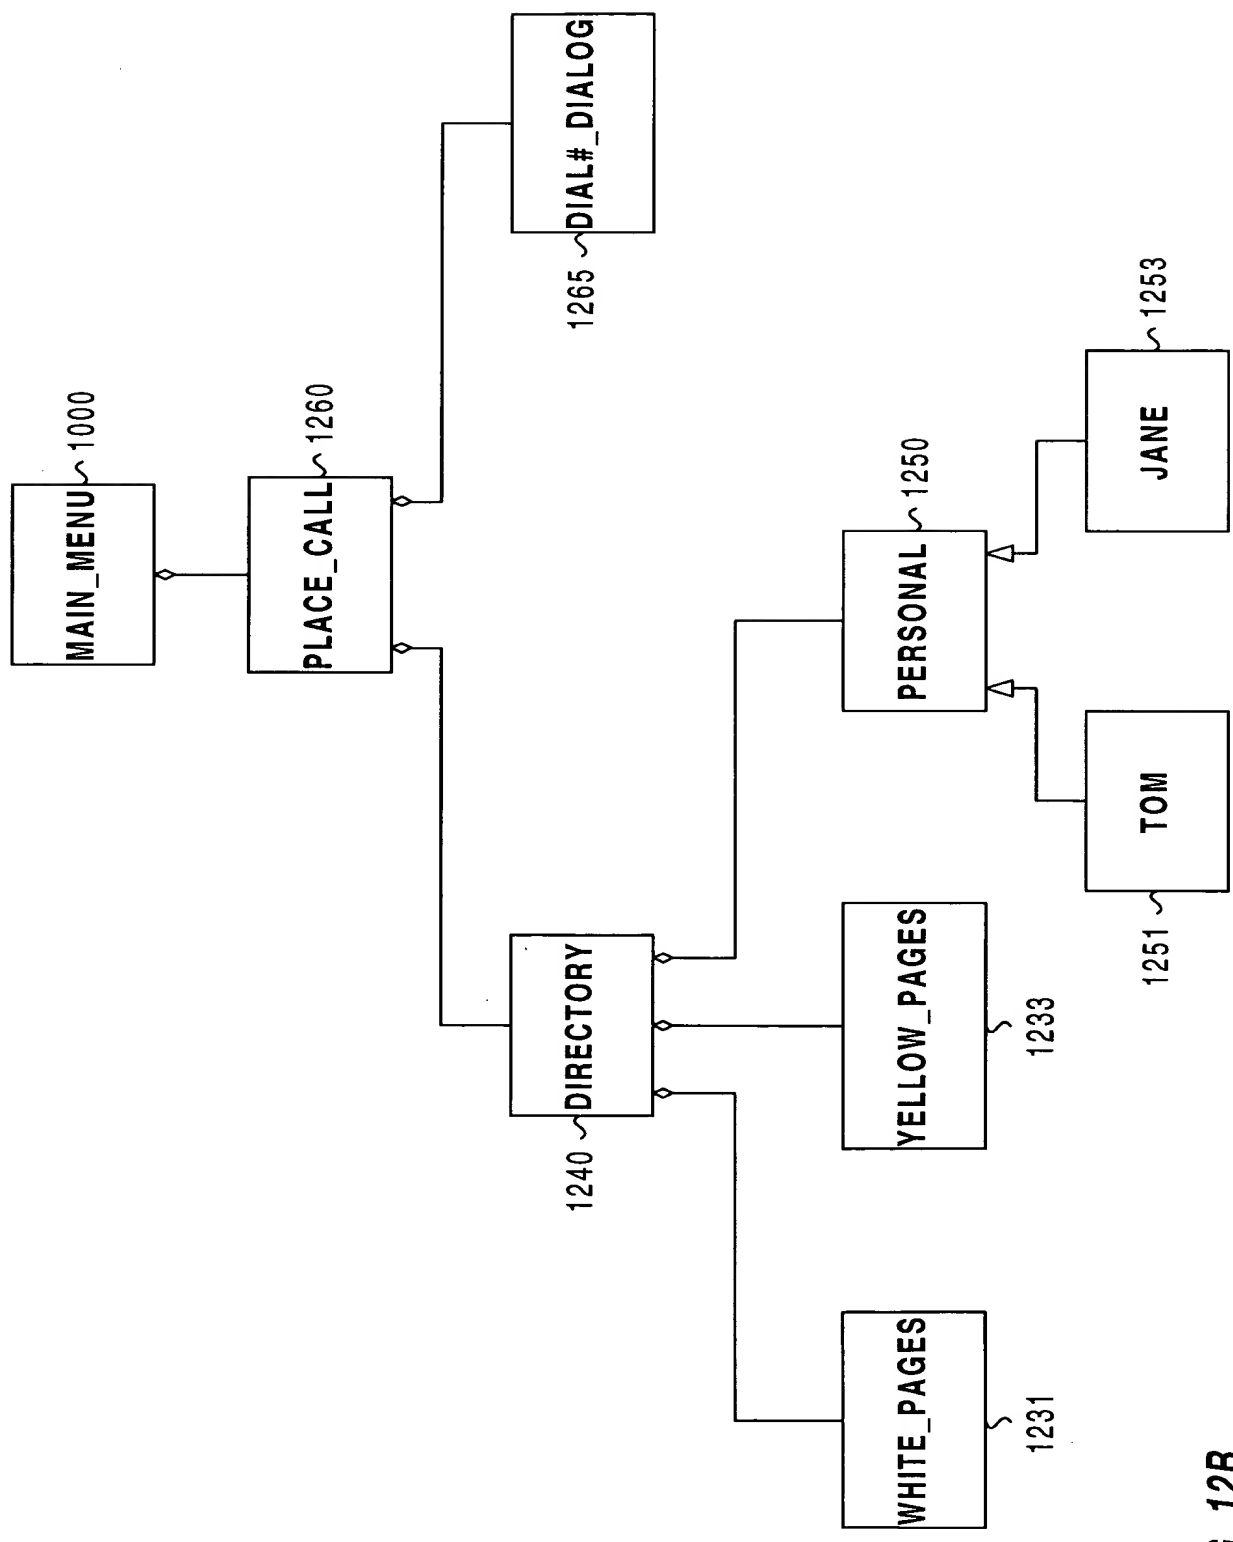 MAIN_MENU
1000
PLACE_CALL
1260
1240
DIRECTORY
1265
DIAL#_DIALOG
WHITE_PAGES
YELLOW_PAGES
PERSONAL
1250
1231
1233
1251
TOM
JANE
1253
12B